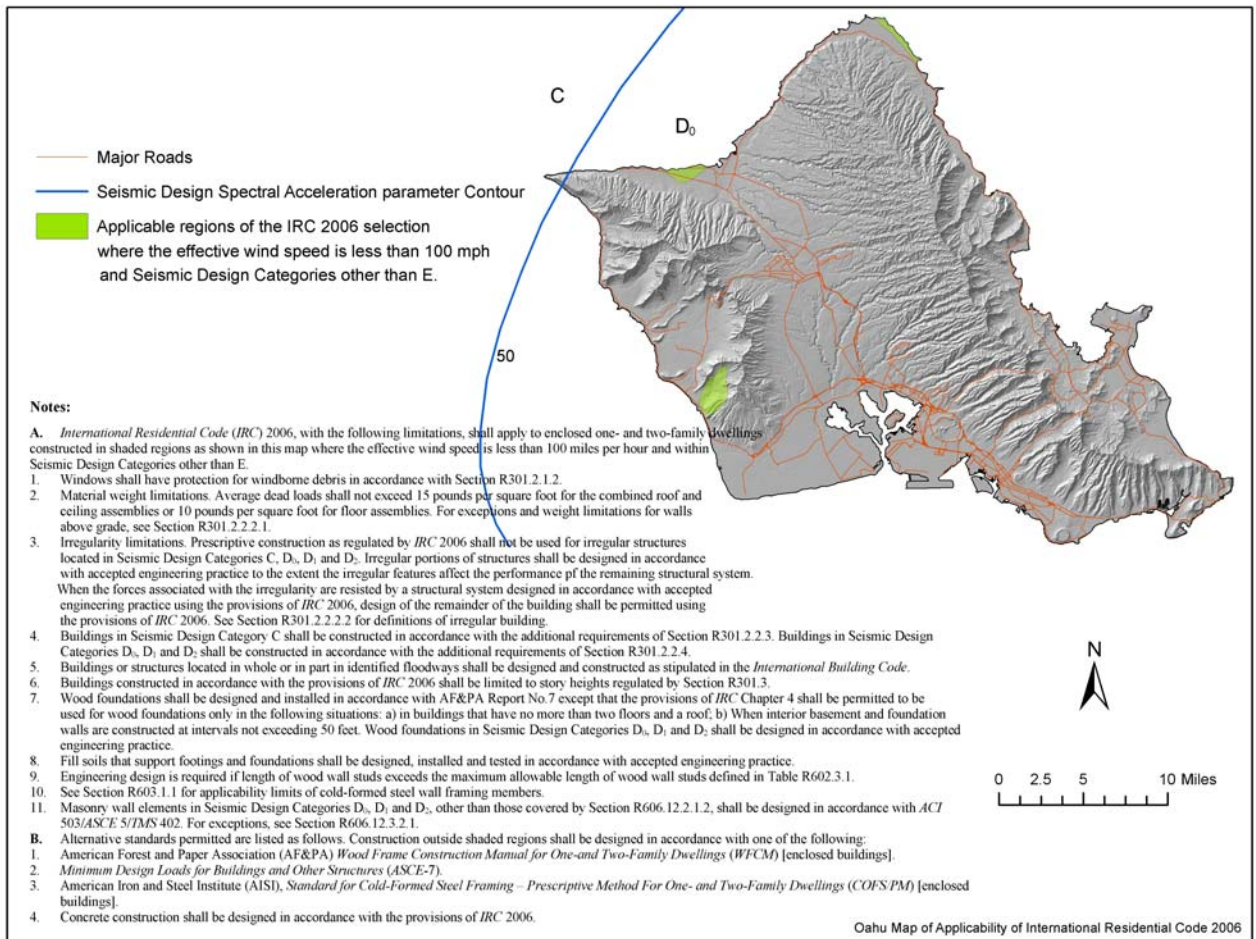 C
D₀
Major Roads
Seismic Design Spectral Acceleration parameter Contour
Applicable regions of the IRC 2006 selection
where the effective wind speed is less than 100 mph
and Seismic Design Categories other than E.
50
Notes:
A. International Residential Code (IRC) 2006, with the following limitations, shall apply to enclosed one- and two-family dwellings
constructed in shaded regions as shown in this map where the effective wind speed is less than 100 miles per hour and within
Seismic Design Categories other than E.
1. Windows shall have protection for windborne debris in accordance with Section R301.2.1.2.
2. Material weight limitations. Average dead loads shall not exceed 15 pounds per square foot for the combined roof and
ceiling assemblies or 10 pounds per square foot for floor assemblies. For exceptions and weight limitations for walls
above grade, see Section R301.2.2.2.1.
3. Irregularity limitations. Prescriptive construction as regulated by IRC 2006 shall not be used for irregular structures
located in Seismic Design Categories C, D₀, D₁ and D₂. Irregular portions of structures shall be designed in accordance
with accepted engineering practice to the extent the irregular features affect the performance pf the remaining structural system.
When the forces associated with the irregularity are resisted by a structural system designed in accordance with accepted
engineering practice using the provisions of IRC 2006, design of the remainder of the building shall be permitted using
the provisions of IRC 2006. See Section R301.2.2.2.2 for definitions of irregular building.
4. Buildings in Seismic Design Category C shall be constructed in accordance with the additional requirements of Section R301.2.2.3. Buildings in Seismic Design
Categories D₀, D₁ and D₂ shall be constructed in accordance with the additional requirements of Section R301.2.2.4.
5. Buildings or structures located in whole or in part in identified floodways shall be designed and constructed as stipulated in the International Building Code.
6. Buildings constructed in accordance with the provisions of IRC 2006 shall be limited to story heights regulated by Section R301.3.
7. Wood foundations shall be designed and installed in accordance with AF&PA Report No.7 except that the provisions of IRC Chapter 4 shall be permitted to be
used for wood foundations only in the following situations: a) in buildings that have no more than two floors and a roof; b) When interior basement and foundation
walls are constructed at intervals not exceeding 50 feet. Wood foundations in Seismic Design Categories D₀, D₁ and D₂ shall be designed in accordance with accepted
engineering practice.
8. Fill soils that support footings and foundations shall be designed, installed and tested in accordance with accepted engineering practice.
9. Engineering design is required if length of wood wall studs exceeds the maximum allowable length of wood wall studs defined in Table R602.3.1.
10. See Section R603.1.1 for applicability limits of cold-formed steel wall framing members.
11. Masonry wall elements in Seismic Design Categories D₀, D₁ and D₂, other than those covered by Section R606.12.2.1.2, shall be designed in accordance with ACI
503/ASCE 5/TMS 402. For exceptions, see Section R606.12.3.2.1.
B. Alternative standards permitted are listed as follows. Construction outside shaded regions shall be designed in accordance with one of the following:
1. American Forest and Paper Association (AF&PA) Wood Frame Construction Manual for One-and Two-Family Dwellings (WFCM) [enclosed buildings].
2. Minimum Design Loads for Buildings and Other Structures (ASCE-7).
3. American Iron and Steel Institute (AISI), Standard for Cold-Formed Steel Framing – Prescriptive Method For One- and Two-Family Dwellings (COFS/PM) [enclosed
buildings].
4. Concrete construction shall be designed in accordance with the provisions of IRC 2006.
N
0 2.5 5 10 Miles
Oahu Map of Applicability of International Residential Code 2006